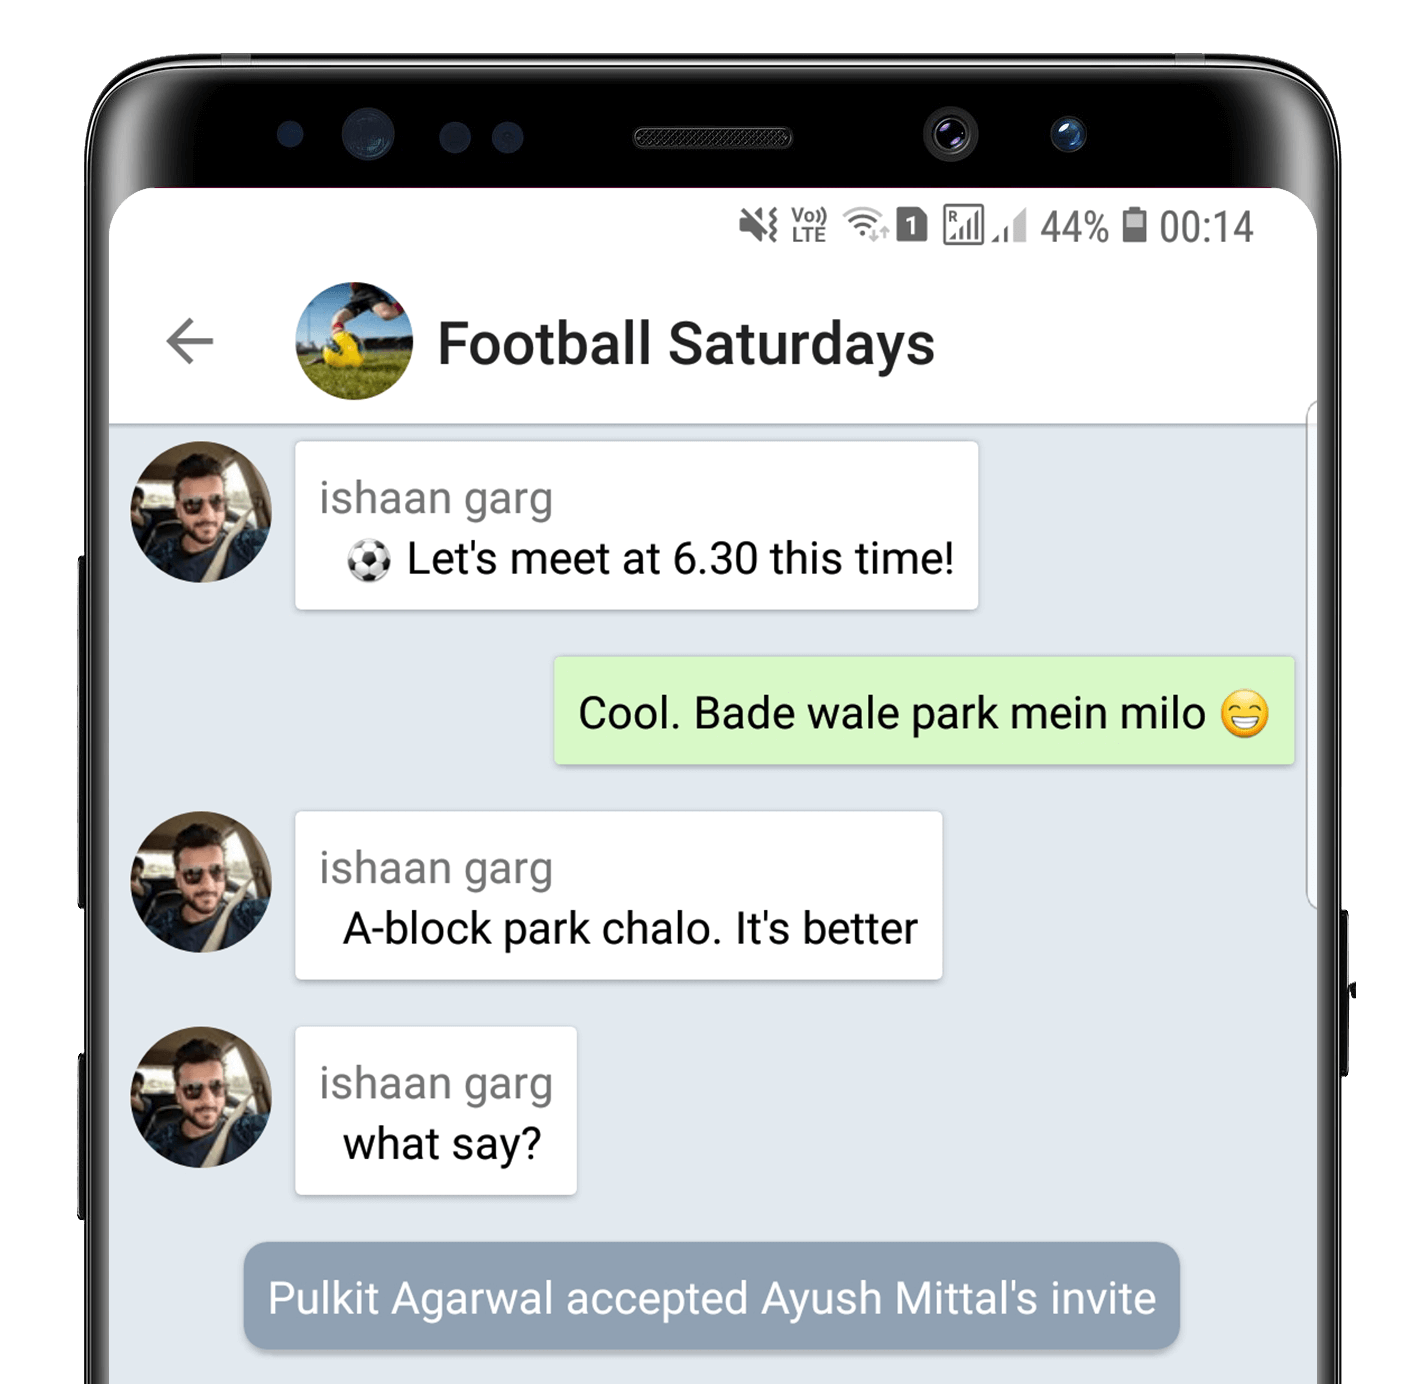 Vo)) LTE 1 R 44% 00:14
Football Saturdays
ishaan garg
⚽ Let's meet at 6.30 this time!
Cool. Bade wale park mein milo 😁
ishaan garg
A-block park chalo. It's better
ishaan garg
what say?
Pulkit Agarwal accepted Ayush Mittal's invite